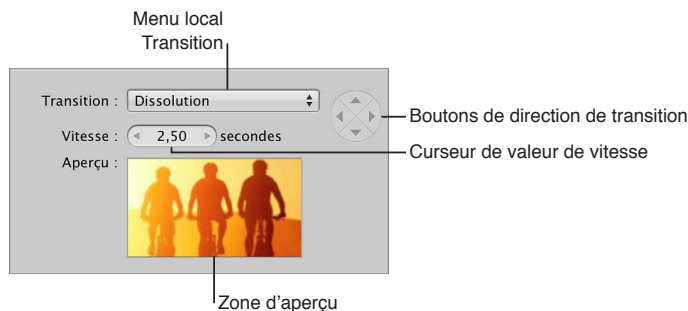 Menu local
Transition
Transition :
Dissolution
Boutons de direction de transition
Vitesse :
2,50
secondes
Curseur de valeur de vitesse
Aperçu :
Zone d'aperçu